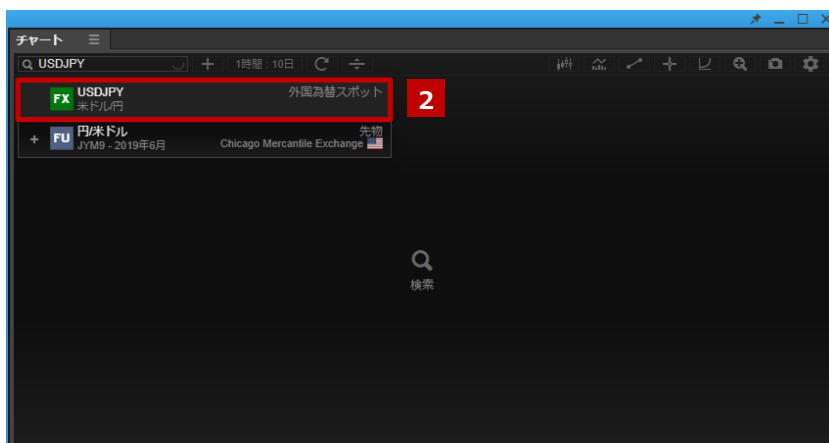 チャート
USDJPY
1時間 : 10日
FX USDJPY 外国為替スポット
米ドル/円
2
+ FU 円/米ドル 先物
JYM9 - 2019年6月 Chicago Mercantile Exchange
検索